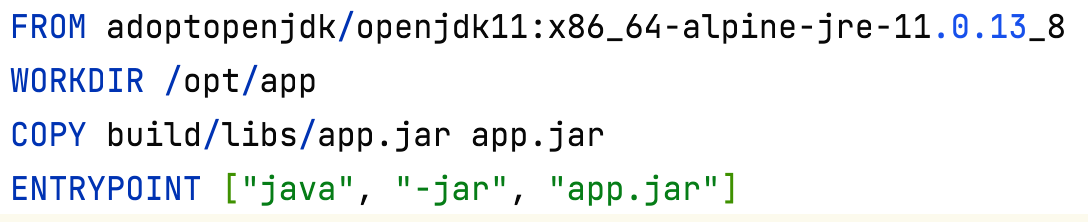 FROM adoptopenjdk/openjdk11:x86_64-alpine-jre-11.0.13_8
WORKDIR /opt/app
COPY build/libs/app.jar app.jar
ENTRYPOINT ["java", "-jar", "app.jar"]